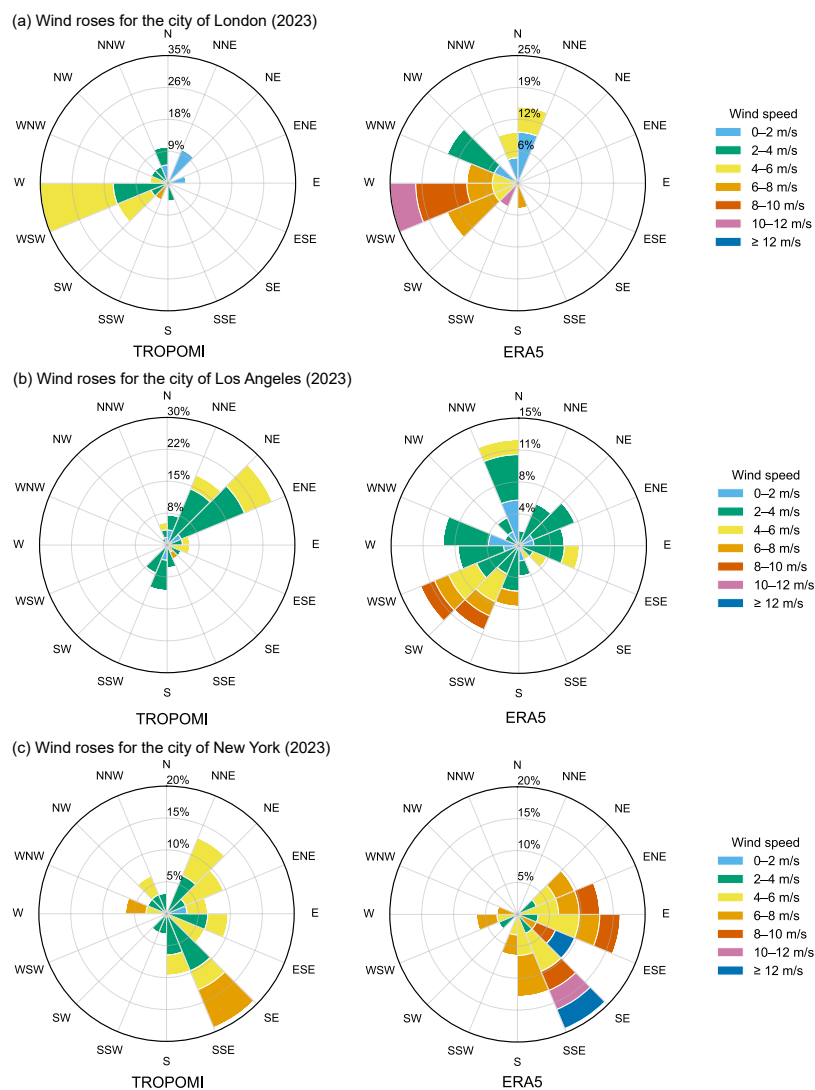 (a) Wind roses for the city of London (2023)
N
NNE
NE
ENE
E
ESE
SE
SSE
S
SSW
SW
WSW
W
WNW
NW
NNW
35%
26%
18%
9%
TROPOMI
N
NNE
NE
ENE
E
ESE
SE
SSE
S
SSW
SW
WSW
W
WNW
NW
NNW
25%
19%
12%
6%
ERA5
Wind speed
0–2 m/s
2–4 m/s
4–6 m/s
6–8 m/s
8–10 m/s
10–12 m/s
≥ 12 m/s
(b) Wind roses for the city of Los Angeles (2023)
N
NNE
NE
ENE
E
ESE
SE
SSE
S
SSW
SW
WSW
W
WNW
NW
NNW
30%
22%
15%
8%
TROPOMI
N
NNE
NE
ENE
E
ESE
SE
SSE
S
SSW
SW
WSW
W
WNW
NW
NNW
15%
11%
8%
4%
ERA5
Wind speed
0–2 m/s
2–4 m/s
4–6 m/s
6–8 m/s
8–10 m/s
10–12 m/s
≥ 12 m/s
(c) Wind roses for the city of New York (2023)
N
NNE
NE
ENE
E
ESE
SE
SSE
S
SSW
SW
WSW
W
WNW
NW
NNW
20%
15%
10%
5%
TROPOMI
N
NNE
NE
ENE
E
ESE
SE
SSE
S
SSW
SW
WSW
W
WNW
NW
NNW
20%
15%
10%
5%
ERA5
Wind speed
0–2 m/s
2–4 m/s
4–6 m/s
6–8 m/s
8–10 m/s
10–12 m/s
≥ 12 m/s